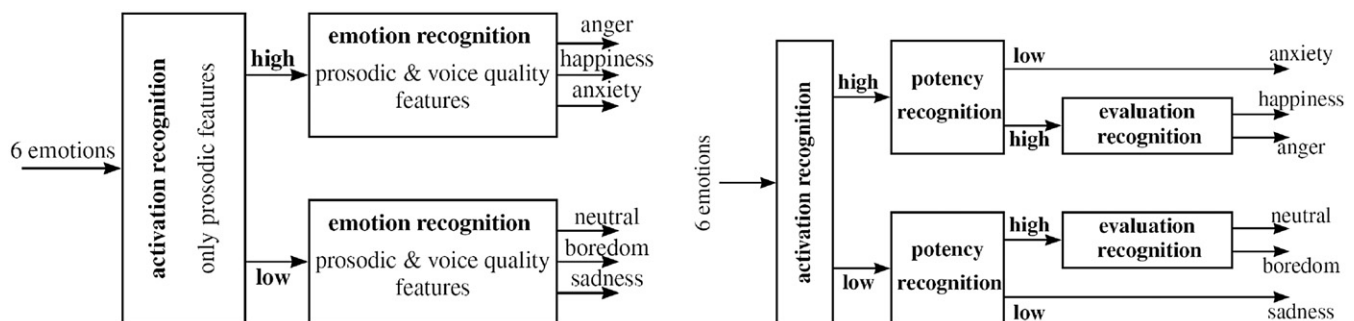 6 emotions
activation recognition
only prosodic features
high
emotion recognition
prosodic & voice quality
features
anger
happiness
anxiety
low
emotion recognition
prosodic & voice quality
features
neutral
boredom
sadness
6 emotions
activation recognition
high
potency
recognition
low
anxiety
high
evaluation
recognition
happiness
anger
low
potency
recognition
high
evaluation
recognition
neutral
boredom
low
sadness